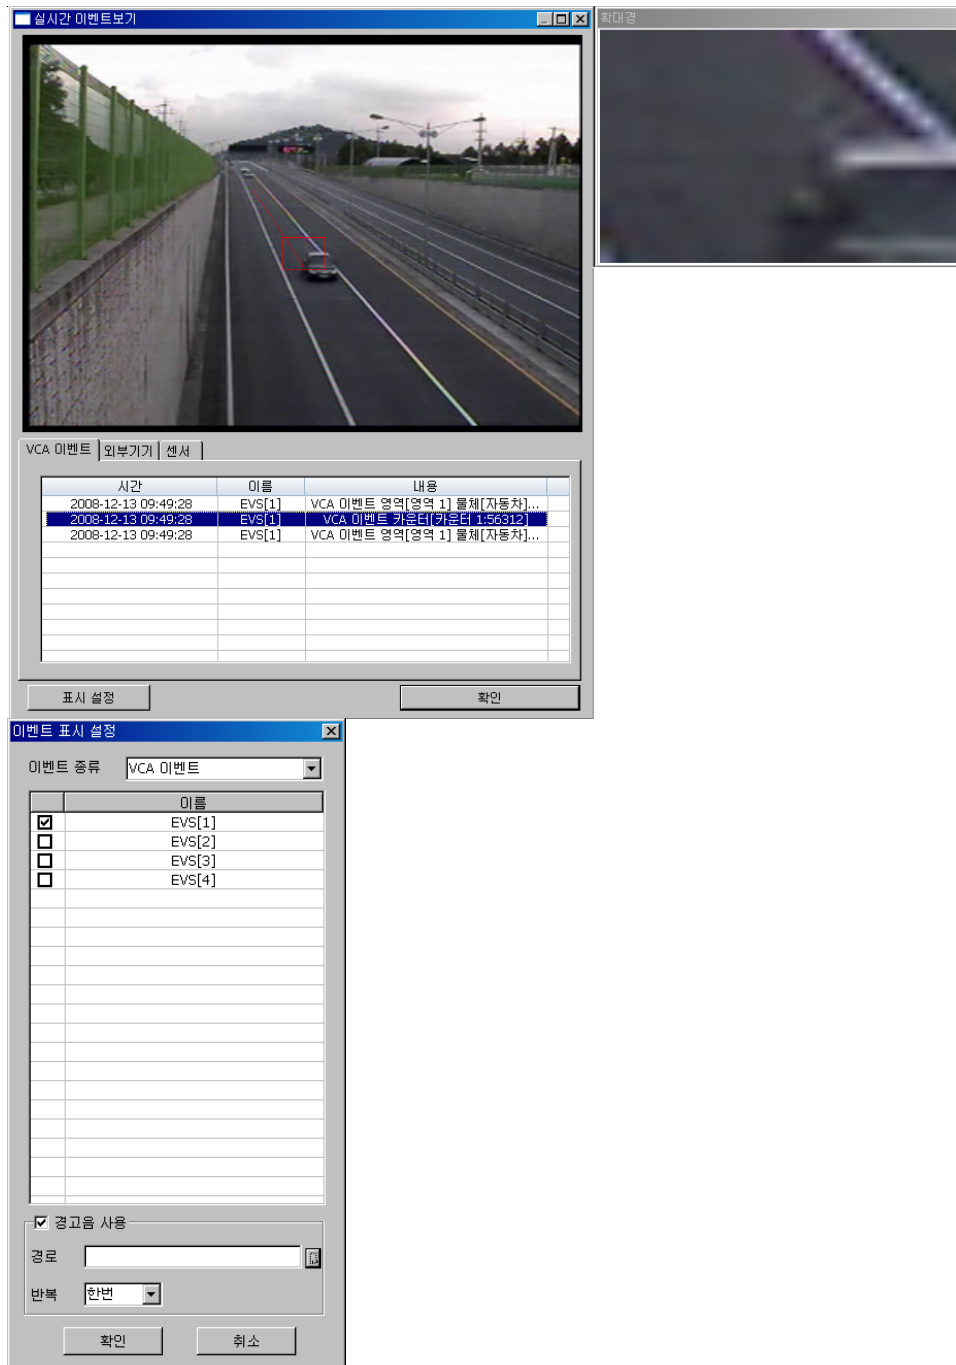 실시간 이벤트보기
확대경
VCA 이벤트 외부기기 센서
시간 이름 내용
2008-12-13 09:49:28 EVS[1] VCA 이벤트 영역[영역 1] 물체[자동차]...
2008-12-13 09:49:28 EVS[1] VCA 이벤트 카운터[카운터 1:56312]
2008-12-13 09:49:28 EVS[1] VCA 이벤트 영역[영역 1] 물체[자동차]...
표시 설정 확인
이벤트 표시 설정
이벤트 종류 VCA 이벤트
이름
EVS[1]
EVS[2]
EVS[3]
EVS[4]
경고음 사용
경로
반복 한번
확인 취소